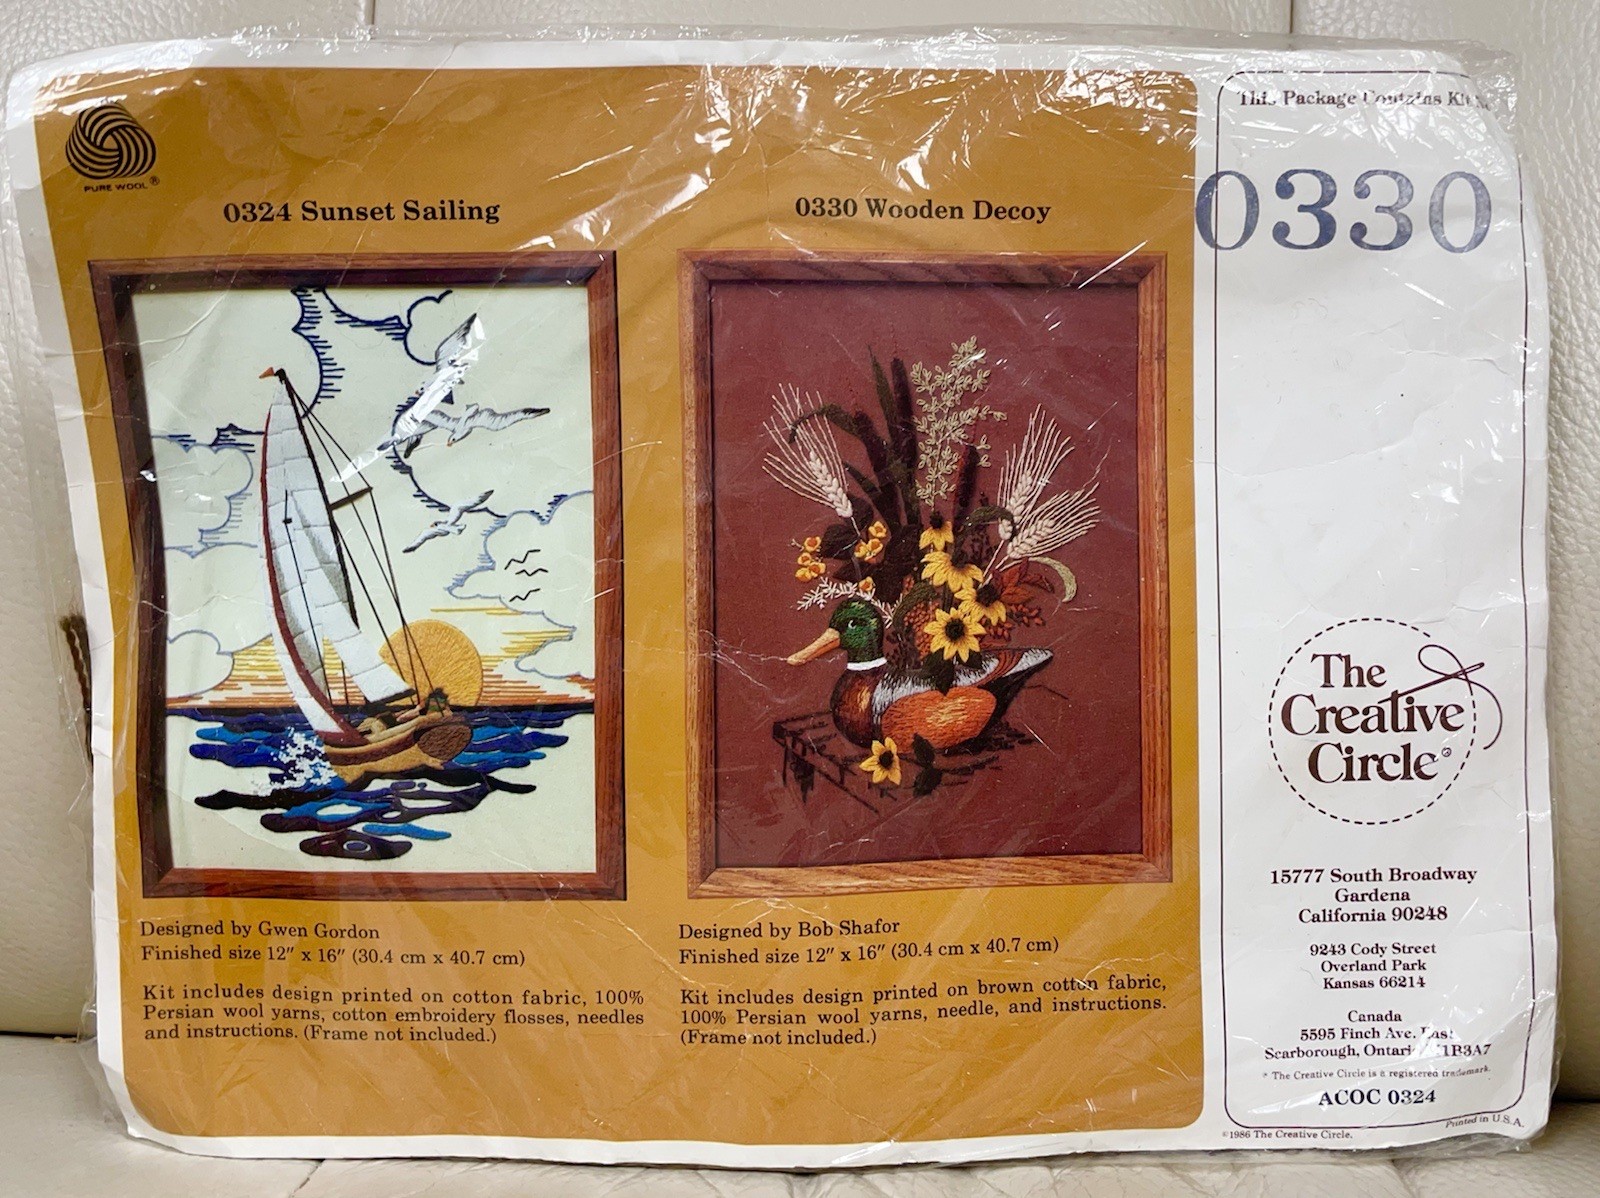 PURE WOOL ®
0324 Sunset Sailing
Designed by Gwen Gordon
Finished size 12" x 16" (30.4 cm x 40.7 cm)
Kit includes design printed on cotton fabric, 100%
Persian wool yarns, cotton embroidery flosses, needles
and instructions. (Frame not included.)
0330 Wooden Decoy
Designed by Bob Shafor
Finished size 12" x 16" (30.4 cm x 40.7 cm)
Kit includes design printed on brown cotton fabric,
100% Persian wool yarns, needle, and instructions.
(Frame not included.)
This Package Contains Kit
0330
The
Creative
Circle®
15777 South Broadway
Gardena
California 90248
9243 Cody Street
Overland Park
Kansas 66214
Canada
5595 Finch Ave. East
Scarborough, Ontario
* The Creative Circle is a registered trademark.
ACOC 0324
Printed in U.S.A.
©1986 The Creative Circle.